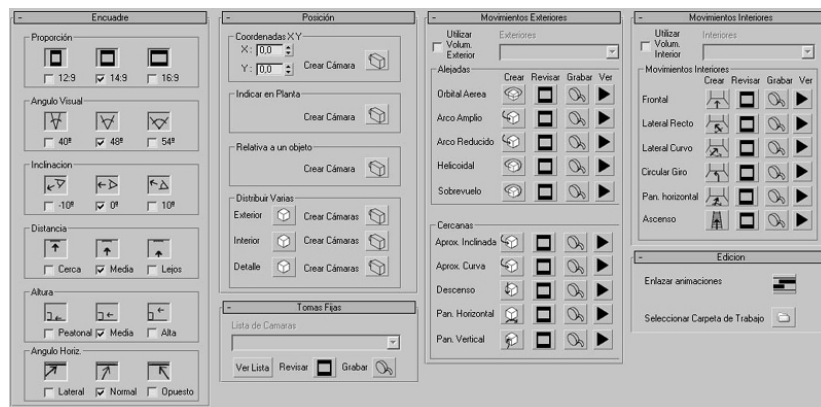 - Encuadre
Proporción
12:9 14:9 16:9
Angulo Visual
40º 48º 54º
Inclinacion
-10º 0º 10º
Distancia
Cerca Media Lejos
Altura
Peatonal Media Alta
Angulo Horiz.
Lateral Normal Opuesto
- Posición
Coordenadas X Y
X: 0,0
Y: 0,0 Crear Cámara
Indicar en Planta
Crear Cámara
Relativa a un objeto
Crear Cámara
Distribuir Varias
Exterior Crear Cámaras
Interior Crear Cámaras
Detalle Crear Cámaras
- Tomas Fijas
Lista de Camaras
Ver Lista Revisar Grabar
- Movimientos Exteriores
Utilizar Volum. Exterior
Exteriores
Alejadas
Crear Revisar Grabar Ver
Orbital Aerea
Arco Amplio
Arco Reducido
Helicoidal
Sobrevuelo
Cercanas
Aprox. Inclinada
Aprox. Curva
Descenso
Pan. Horizontal
Pan. Vertical
- Movimientos Interiores
Utilizar Volum. Interior
Interiores
Movimientos Interiores
Crear Revisar Grabar Ver
Frontal
Lateral Recto
Lateral Curvo
Circular Giro
Pan. horizontal
Ascenso
- Edicion
Enlazar animaciones
Seleccionar Carpeta de Trabajo